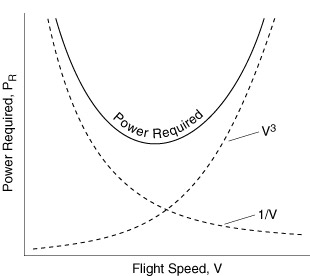 Power Required, P_R
Power Required
V³
1/V
Flight Speed, V